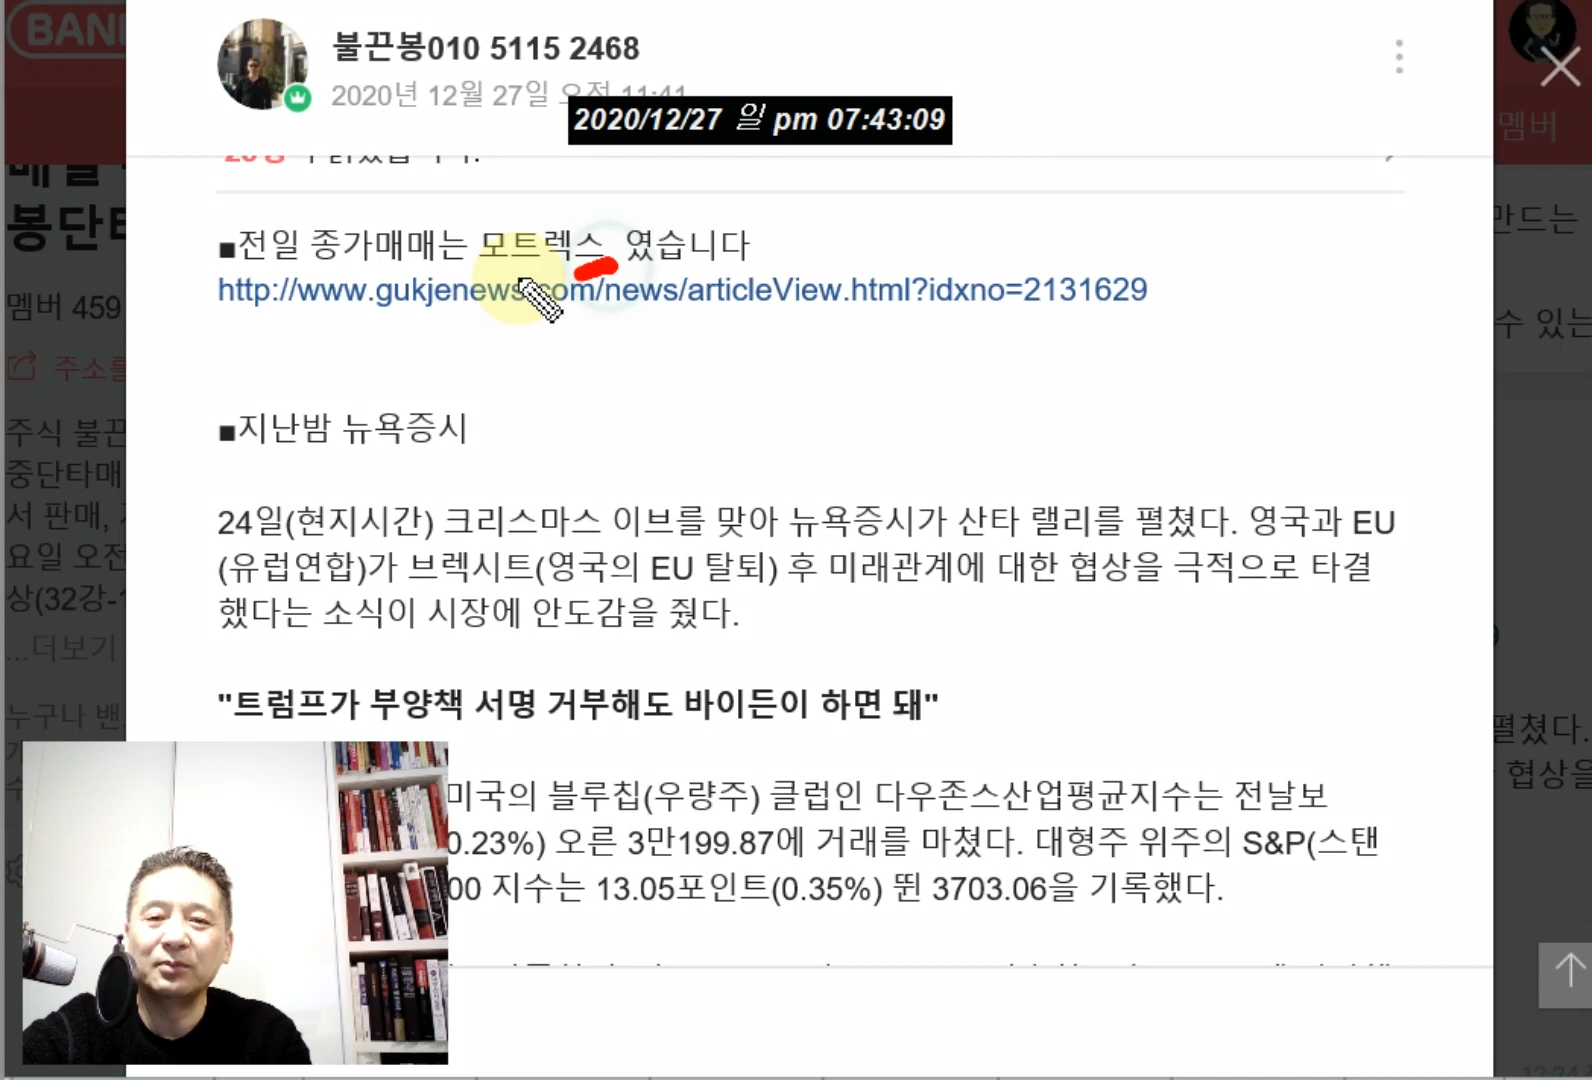 BAN
불끈봉010 5115 2468
2020년 12월 27일 오전 11:41
2020/12/27 일 pm 07:43:09
멤버
매일
봉단타
만드는
■전일 종가매매는 모트렉스 였습니다
http://www.gukjenews.com/news/articleView.html?idxno=2131629
멤버 459
수 있는
주소를
■지난밤 뉴욕증시
주식 불끈
중단타매
서 판매,
요일 오전
상(32강-
...더보기
24일(현지시간) 크리스마스 이브를 맞아 뉴욕증시가 산타 랠리를 펼쳤다. 영국과 EU
(유럽연합)가 브렉시트(영국의 EU 탈퇴) 후 미래관계에 대한 협상을 극적으로 타결
했다는 소식이 시장에 안도감을 줬다.
"트럼프가 부양책 서명 거부해도 바이든이 하면 돼"
누구나 밴
펼쳤다.
협상을
미국의 블루칩(우량주) 클럽인 다우존스산업평균지수는 전날보
0.23%) 오른 3만199.87에 거래를 마쳤다. 대형주 위주의 S&P(스탠
00 지수는 13.05포인트(0.35%) 뛴 3703.06을 기록했다.